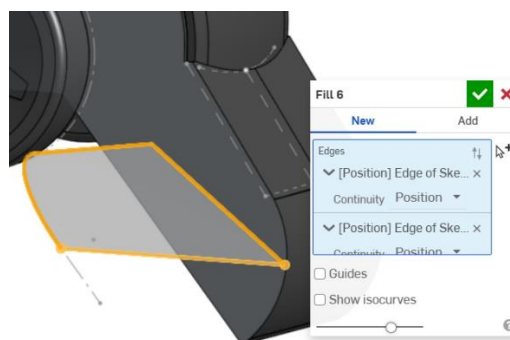 Fill 6
New Add
Edges
[Position] Edge of Ske...
Continuity Position
[Position] Edge of Ske...
Continuity Position
Guides
Show isocurves